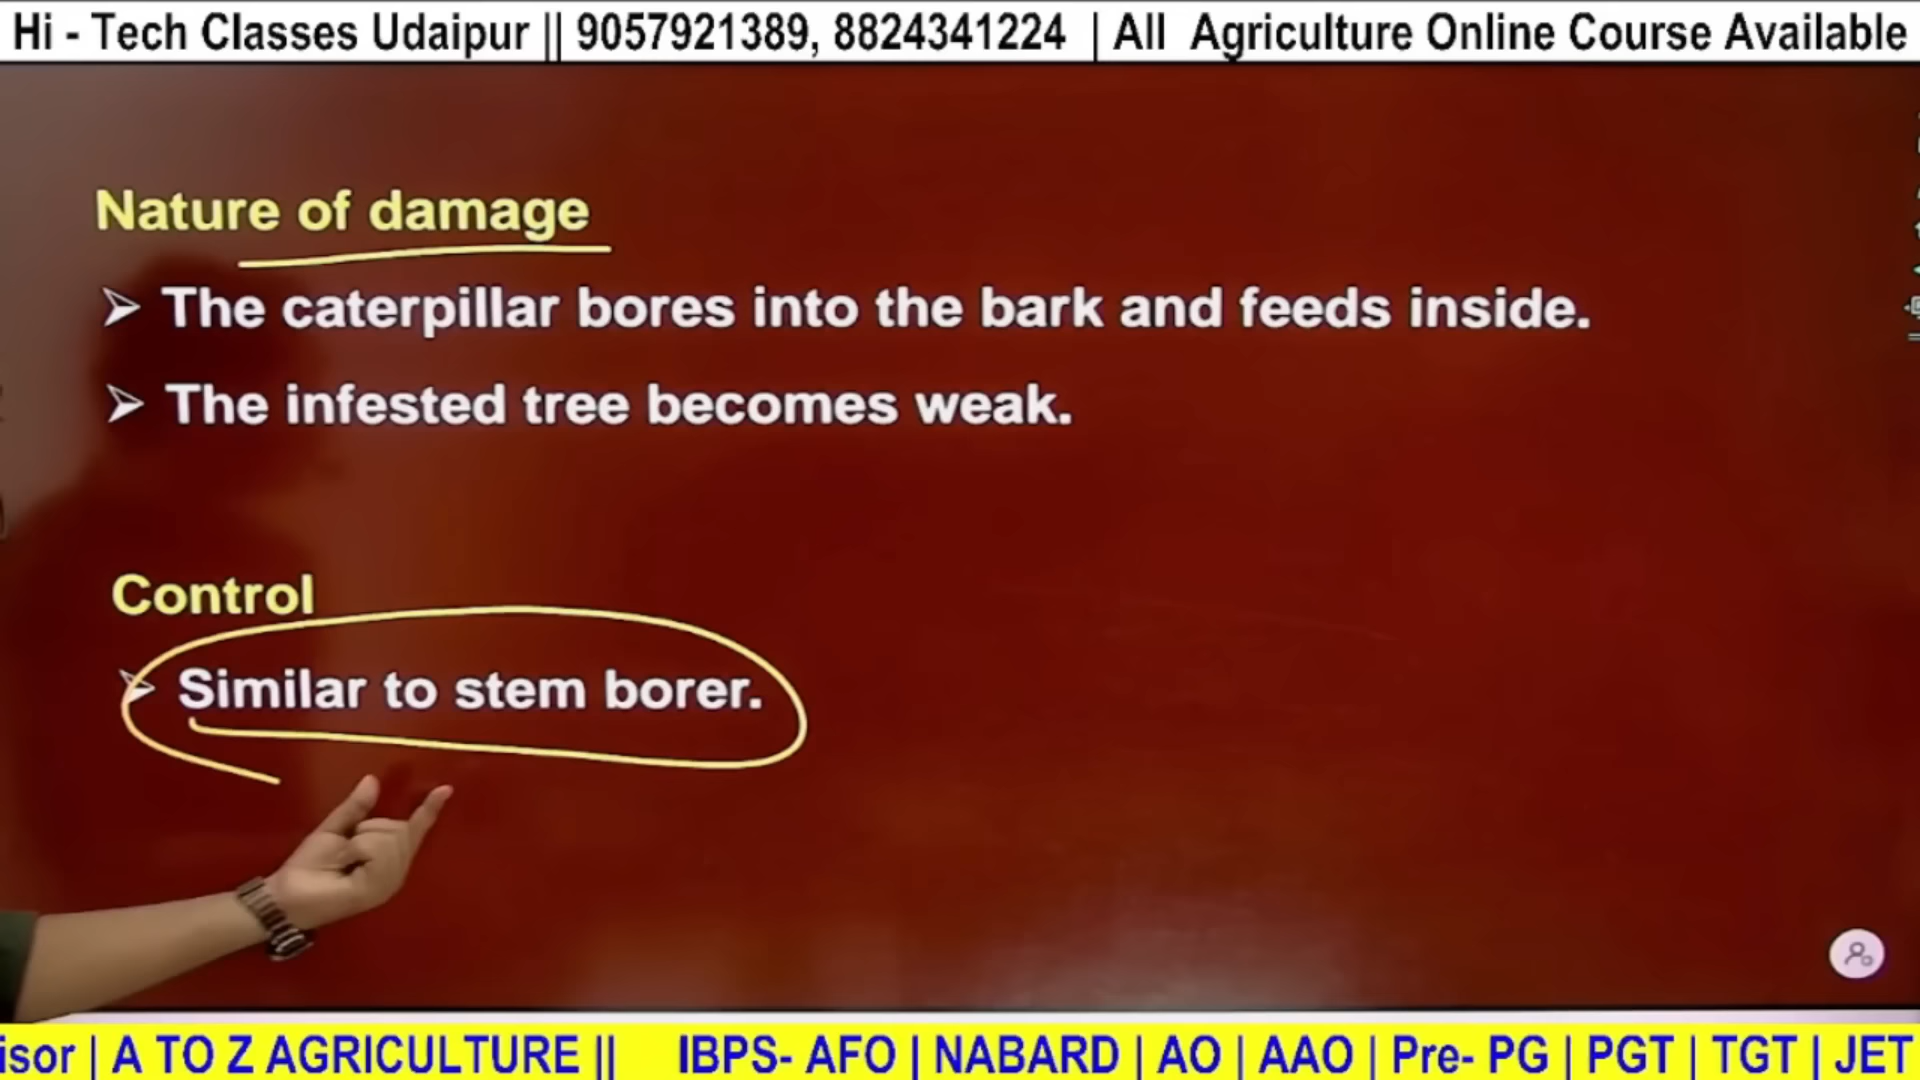 Hi - Tech Classes Udaipur || 9057921389, 8824341224 | All Agriculture Online Course Available
Nature of damage
➢ The caterpillar bores into the bark and feeds inside.
➢ The infested tree becomes weak.
Control
➢ Similar to stem borer.
isor | A TO Z AGRICULTURE || IBPS- AFO | NABARD | AO | AAO | Pre- PG | PGT | TGT | JET